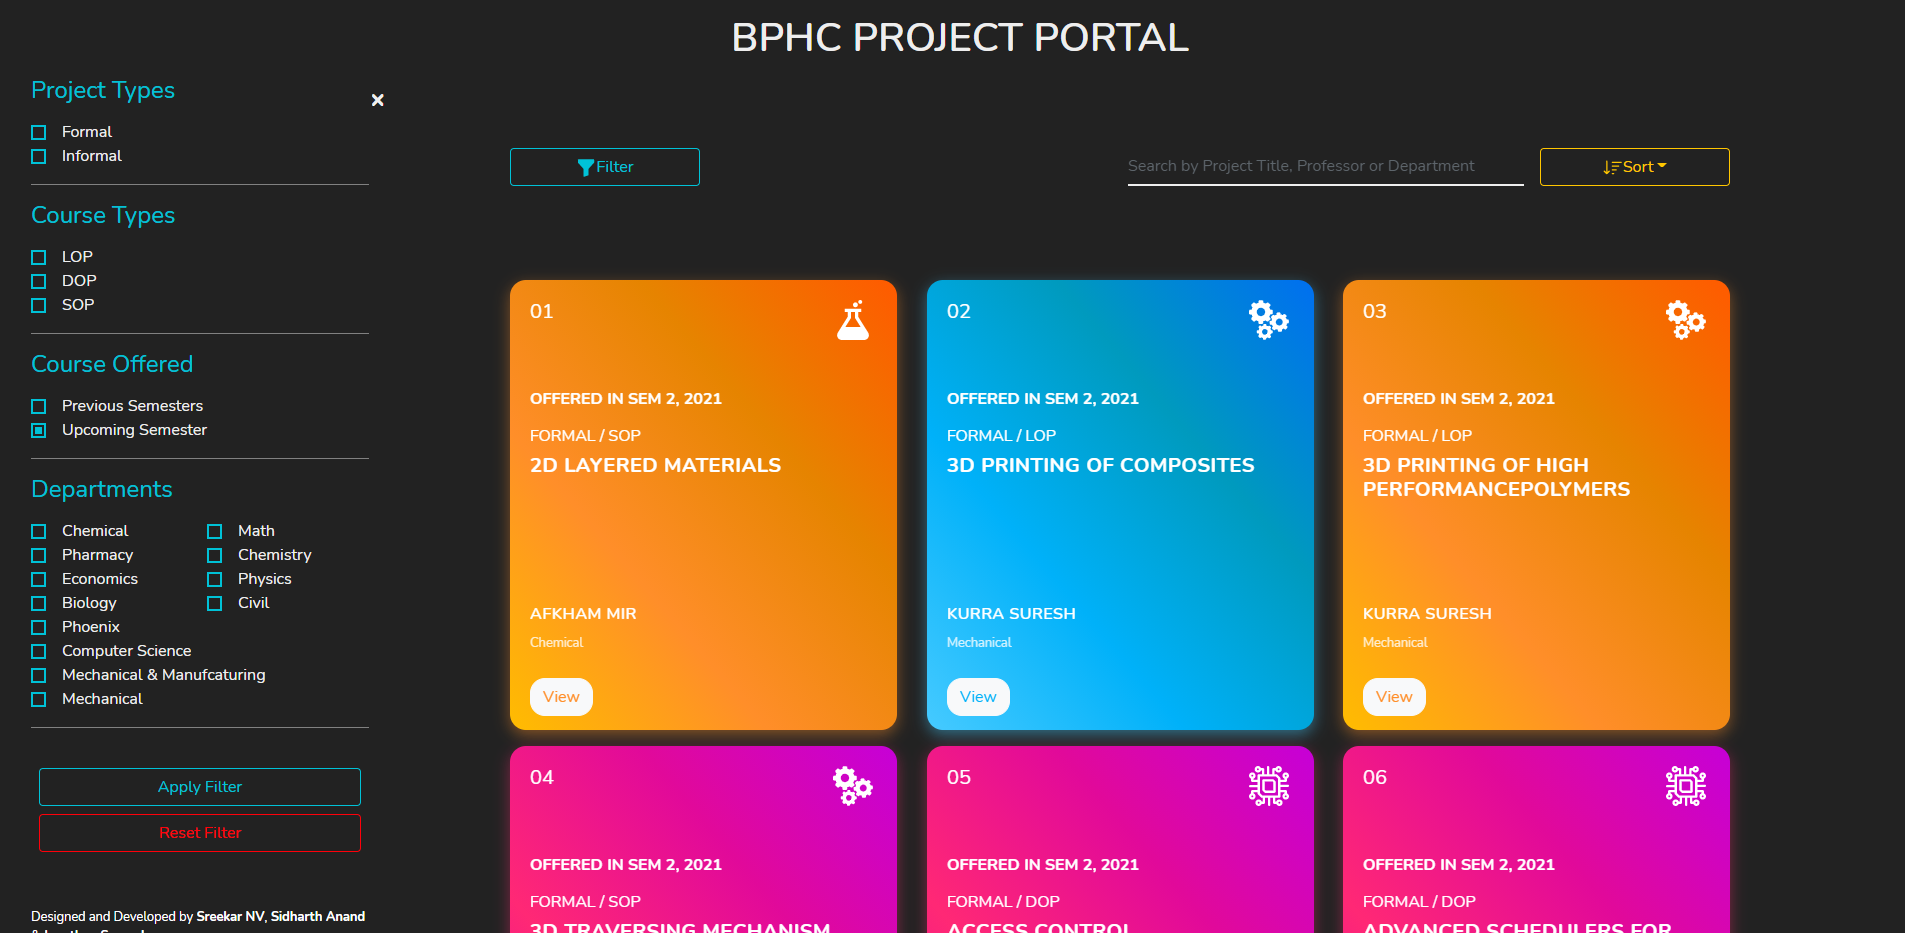 BPHC PROJECT PORTAL
Project Types
Formal
Informal
Course Types
LOP
DOP
SOP
Course Offered
Previous Semesters
Upcoming Semester
Departments
Chemical
Pharmacy
Economics
Biology
Phoenix
Computer Science
Mechanical & Manufcaturing
Mechanical
Math
Chemistry
Physics
Civil
Apply Filter
Reset Filter
Designed and Developed by Sreekar NV, Sidharth Anand
Filter
Search by Project Title, Professor or Department
Sort
01
OFFERED IN SEM 2, 2021
FORMAL / SOP
2D LAYERED MATERIALS
AFKHAM MIR
Chemical
View
02
OFFERED IN SEM 2, 2021
FORMAL / LOP
3D PRINTING OF COMPOSITES
KURRA SURESH
Mechanical
View
03
OFFERED IN SEM 2, 2021
FORMAL / LOP
3D PRINTING OF HIGH
PERFORMANCEPOLYMERS
KURRA SURESH
Mechanical
View
04
OFFERED IN SEM 2, 2021
FORMAL / SOP
3D TRAVERSING MECHANISM
05
OFFERED IN SEM 2, 2021
FORMAL / DOP
ACCESS CONTROL
06
OFFERED IN SEM 2, 2021
FORMAL / DOP
ADVANCED SCHEDULERS FOR